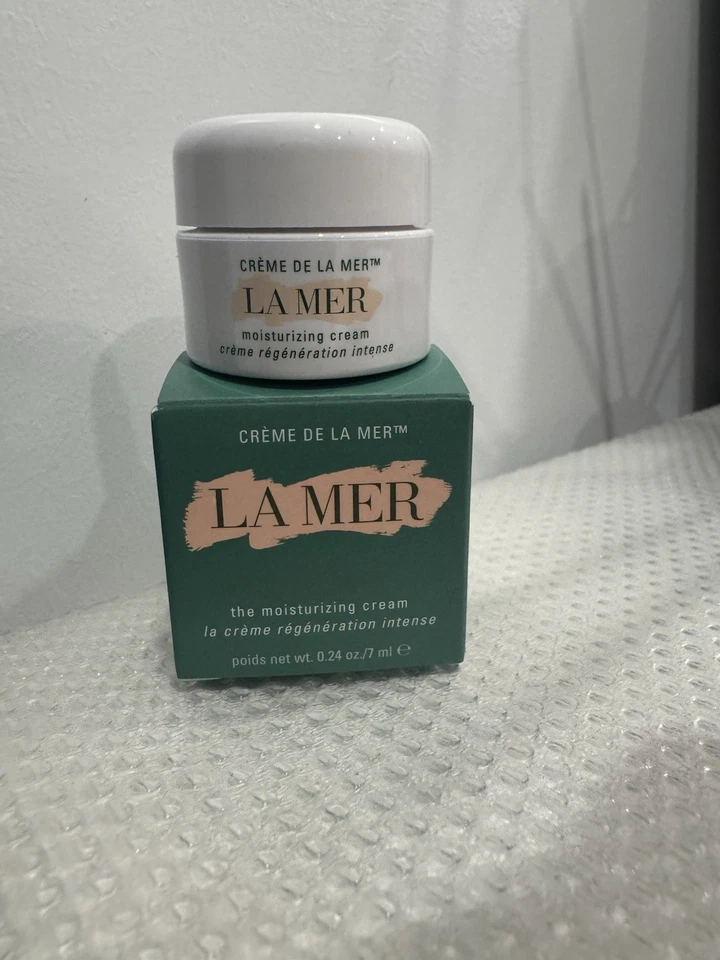 CRÈME DE LA MER™
LA MER
moisturizing cream
crème régénération intense
CRÈME DE LA MER™
LA MER
the moisturizing cream
la crème régénération intense
poids net wt. 0.24 oz./7 ml ℮